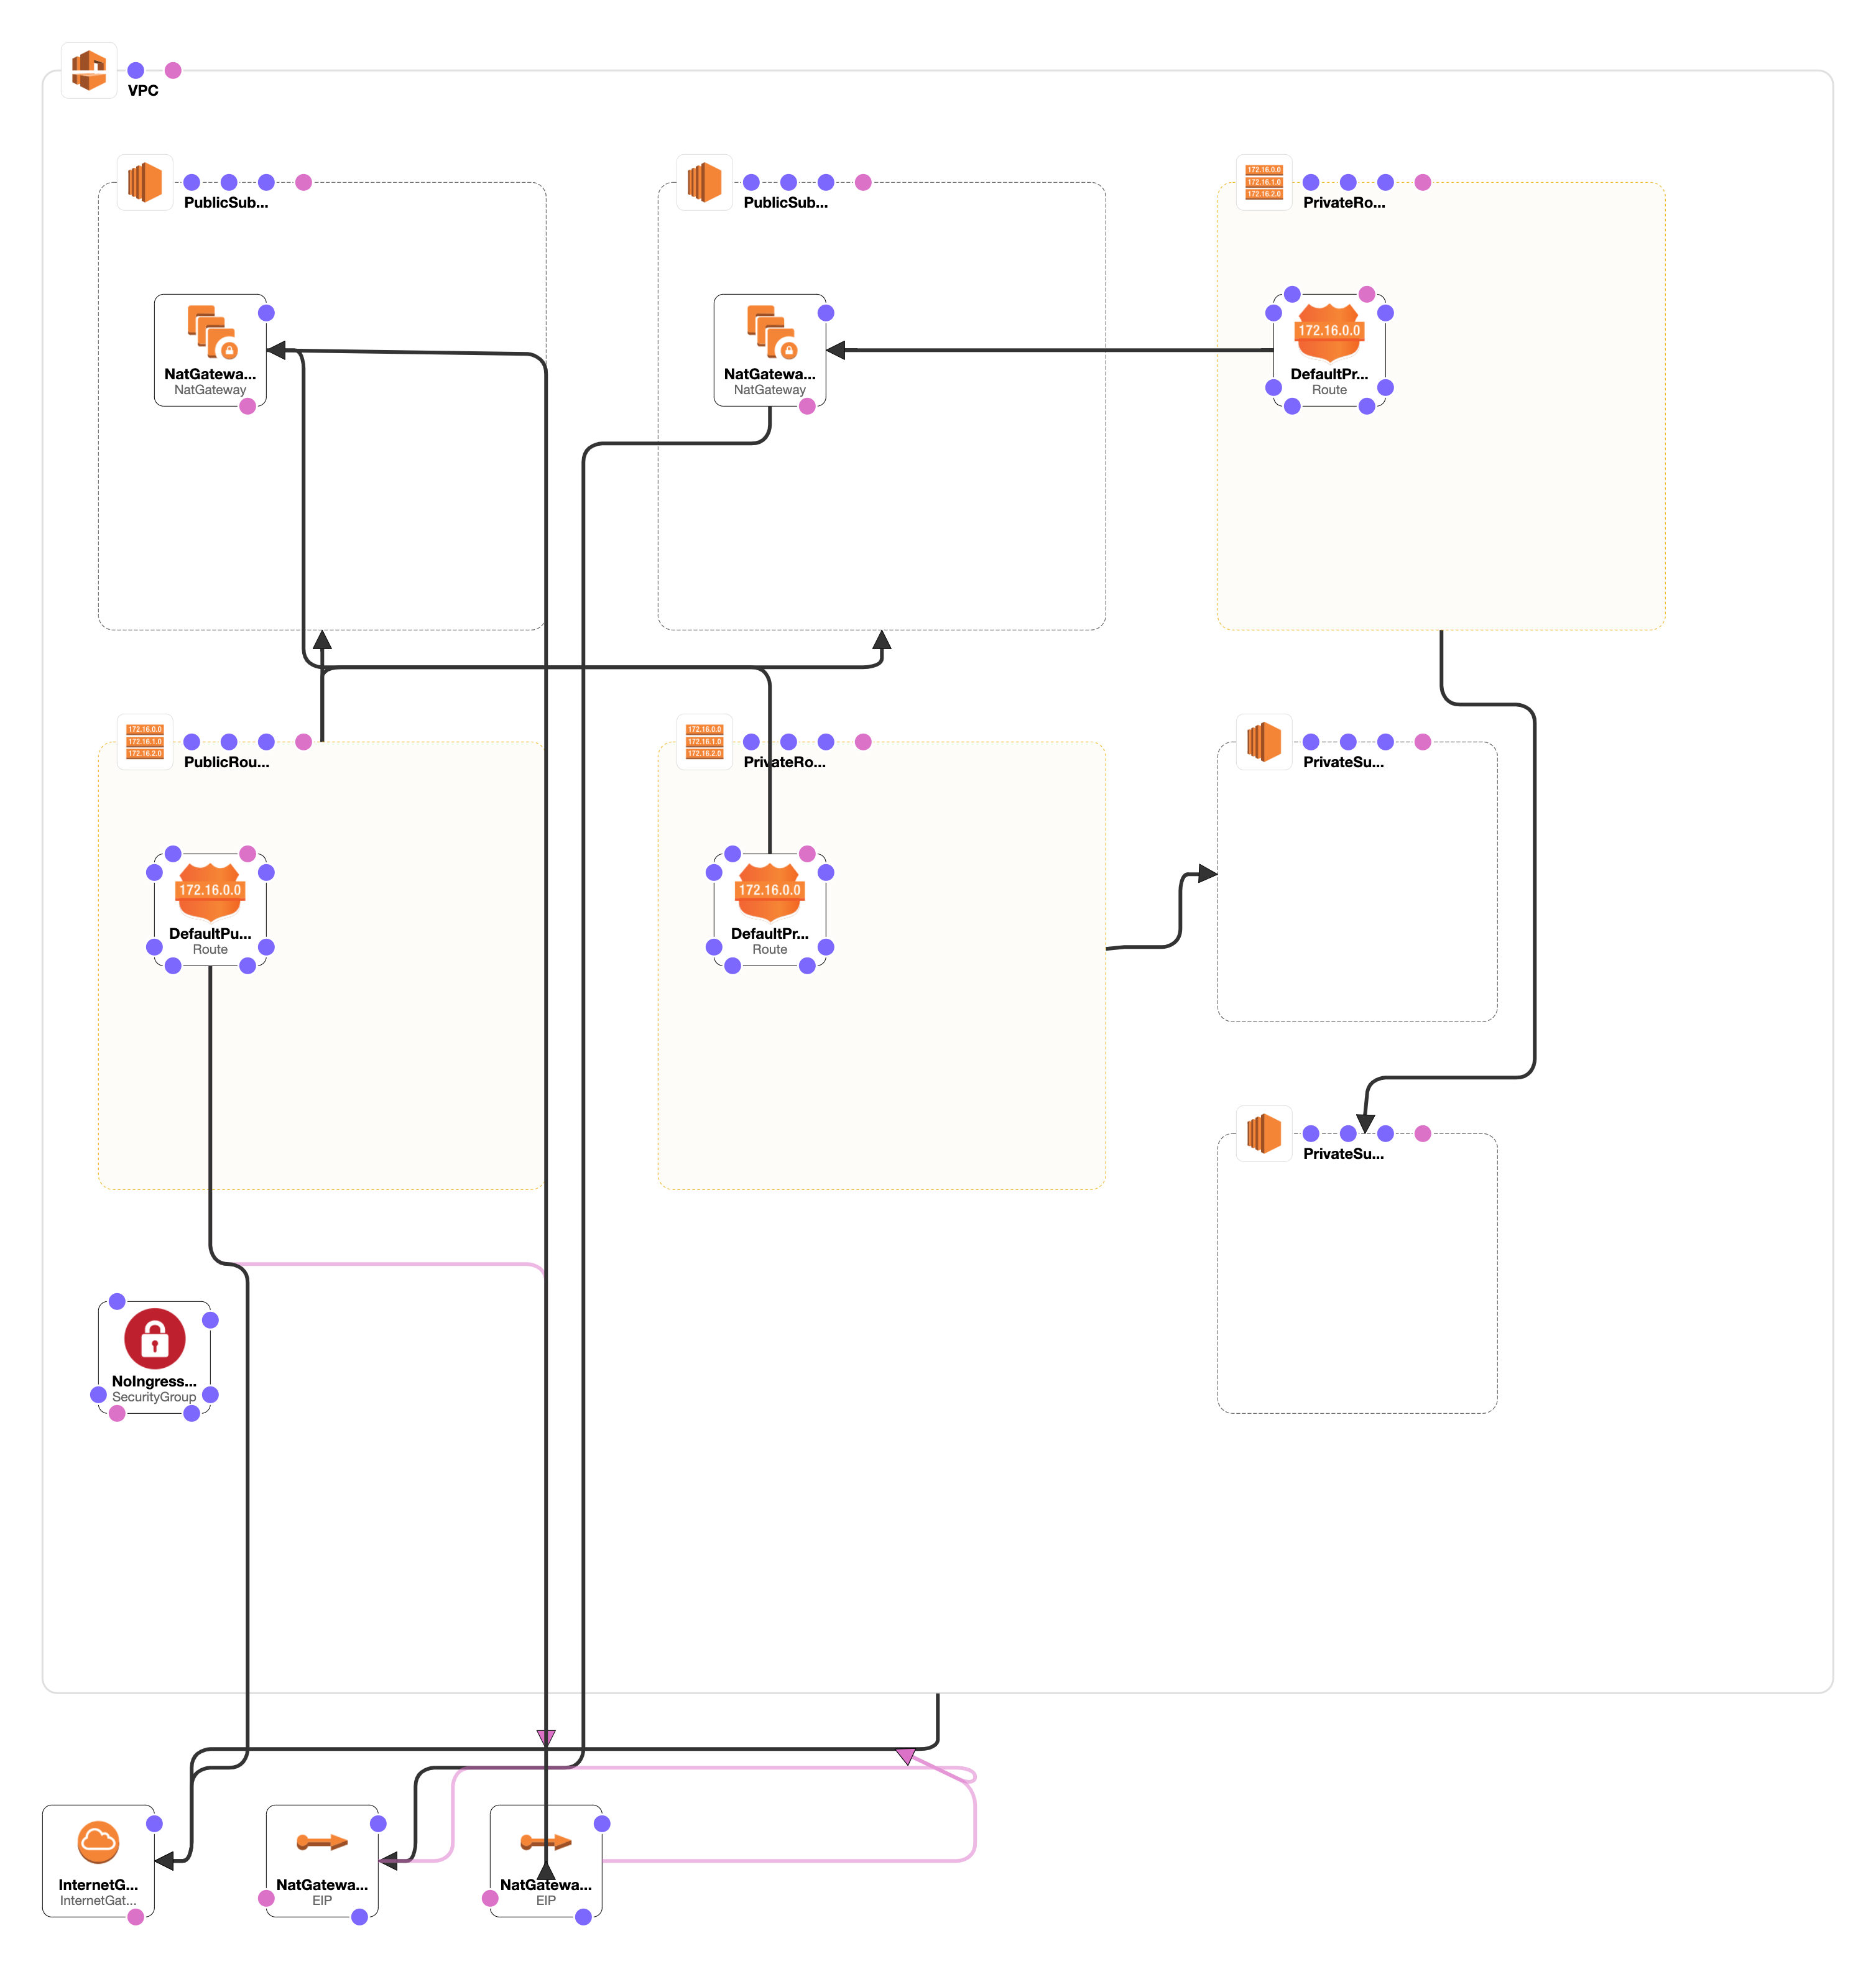 VPC
PublicSub...
PublicSub...
172.16.0.0
172.16.1.0
172.16.2.0
PrivateRo...
NatGatewa...
NatGateway
NatGatewa...
NatGateway
172.16.0.0
DefaultPr...
Route
172.16.0.0
172.16.1.0
172.16.2.0
PublicRou...
172.16.0.0
172.16.1.0
172.16.2.0
PrivateRo...
PrivateSu...
172.16.0.0
DefaultPu...
Route
172.16.0.0
DefaultPr...
Route
PrivateSu...
NoIngress...
SecurityGroup
InternetG...
InternetGat...
NatGatewa...
EIP
NatGatewa...
EIP